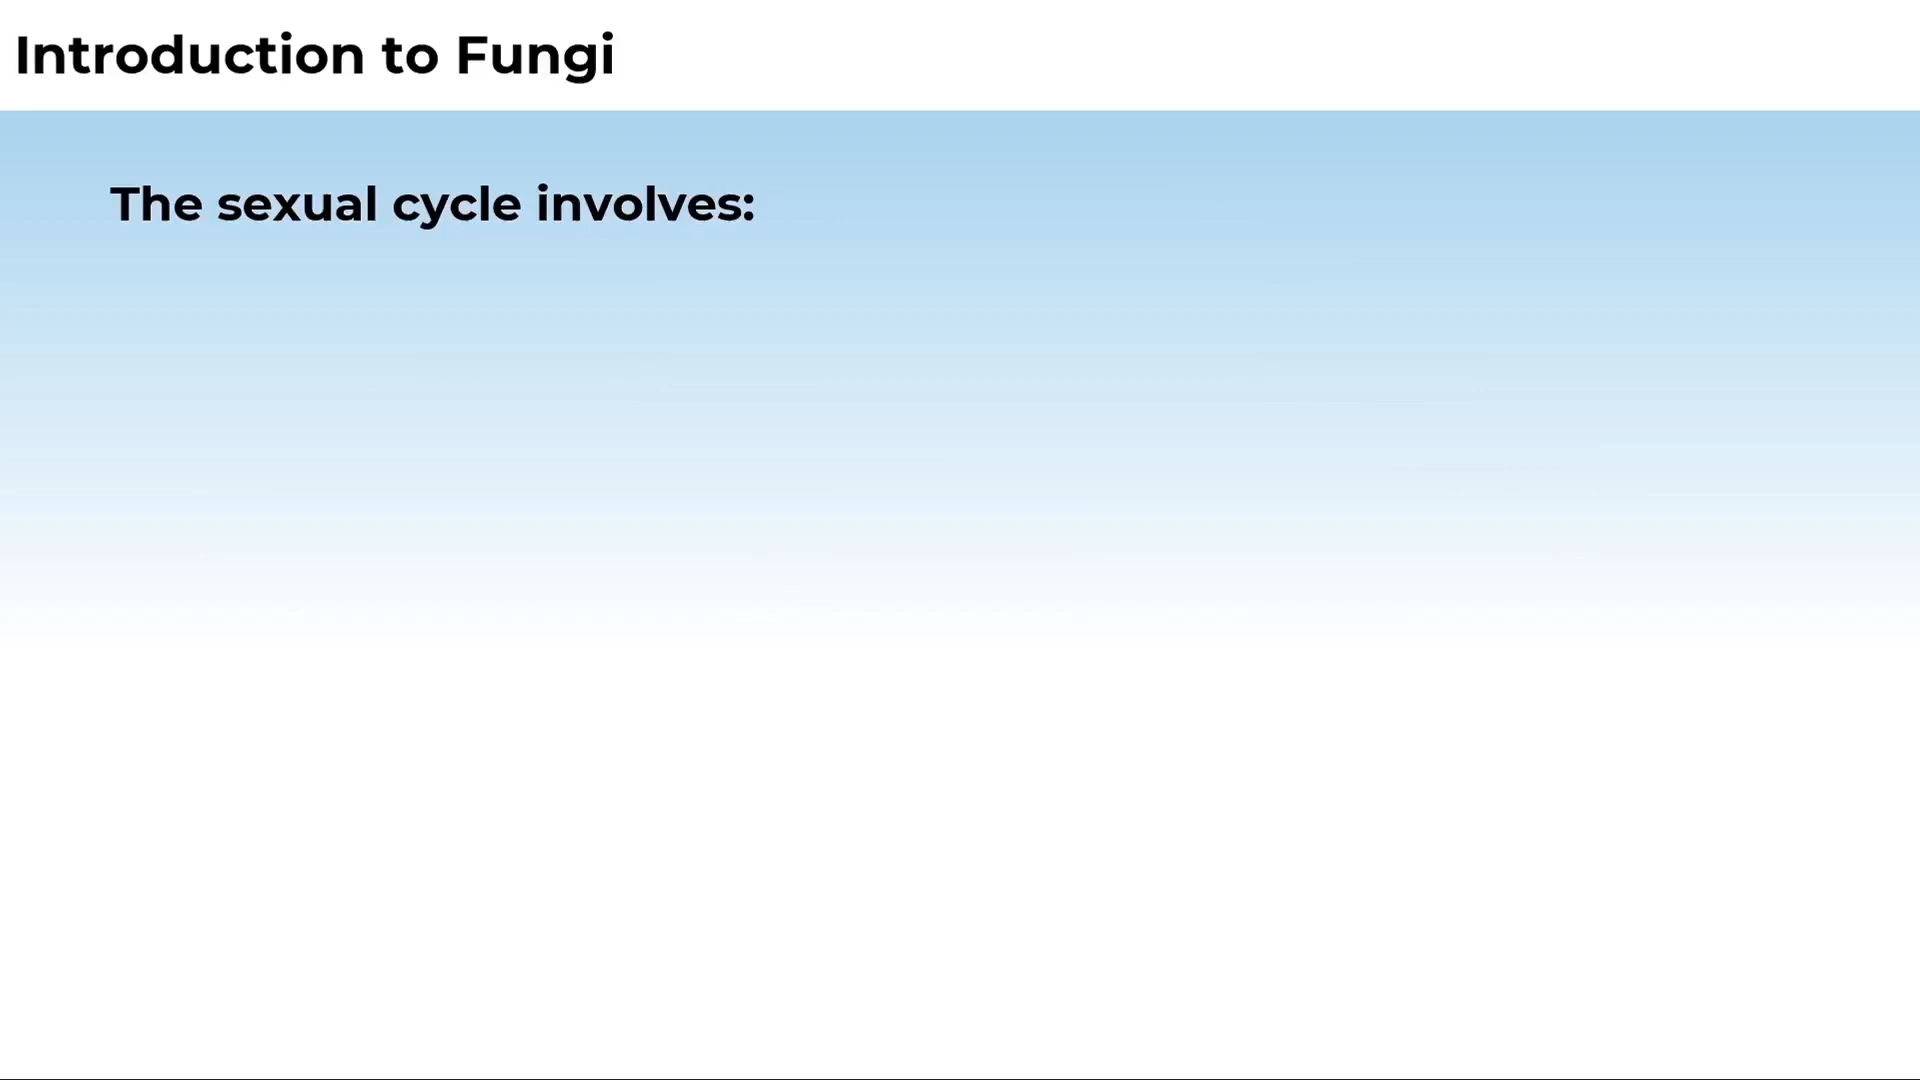 Introduction to Fungi
The sexual cycle involves: